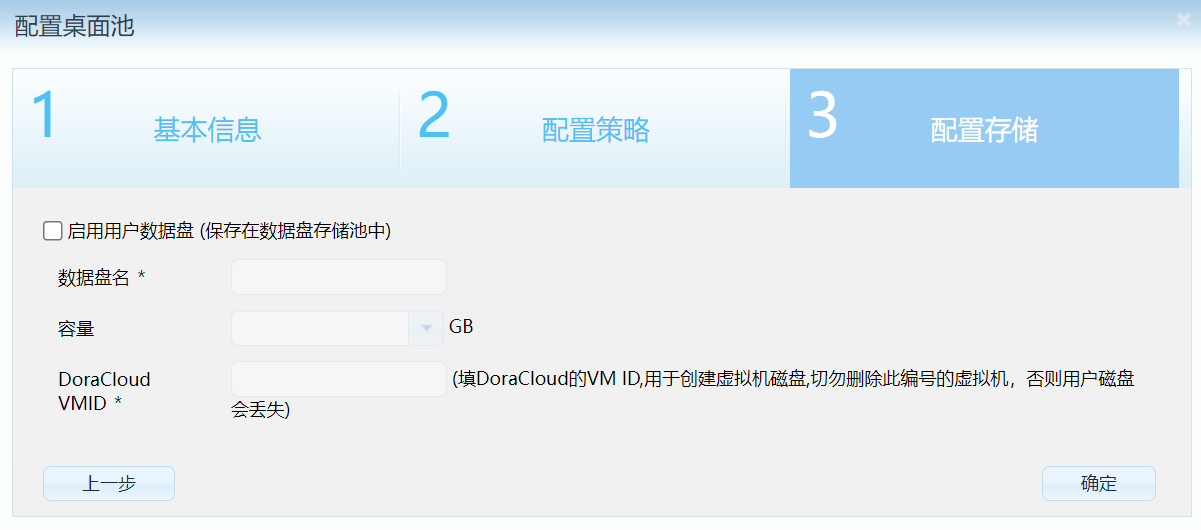 配置桌面池
1 基本信息 2 配置策略 3 配置存储
启用用户数据盘 (保存在数据盘存储池中)
数据盘名 *
容量 GB
DoraCloud VMID * (填DoraCloud的VM ID,用于创建虚拟机磁盘,切勿删除此编号的虚拟机，否则用户磁盘
会丢失)
上一步 确定